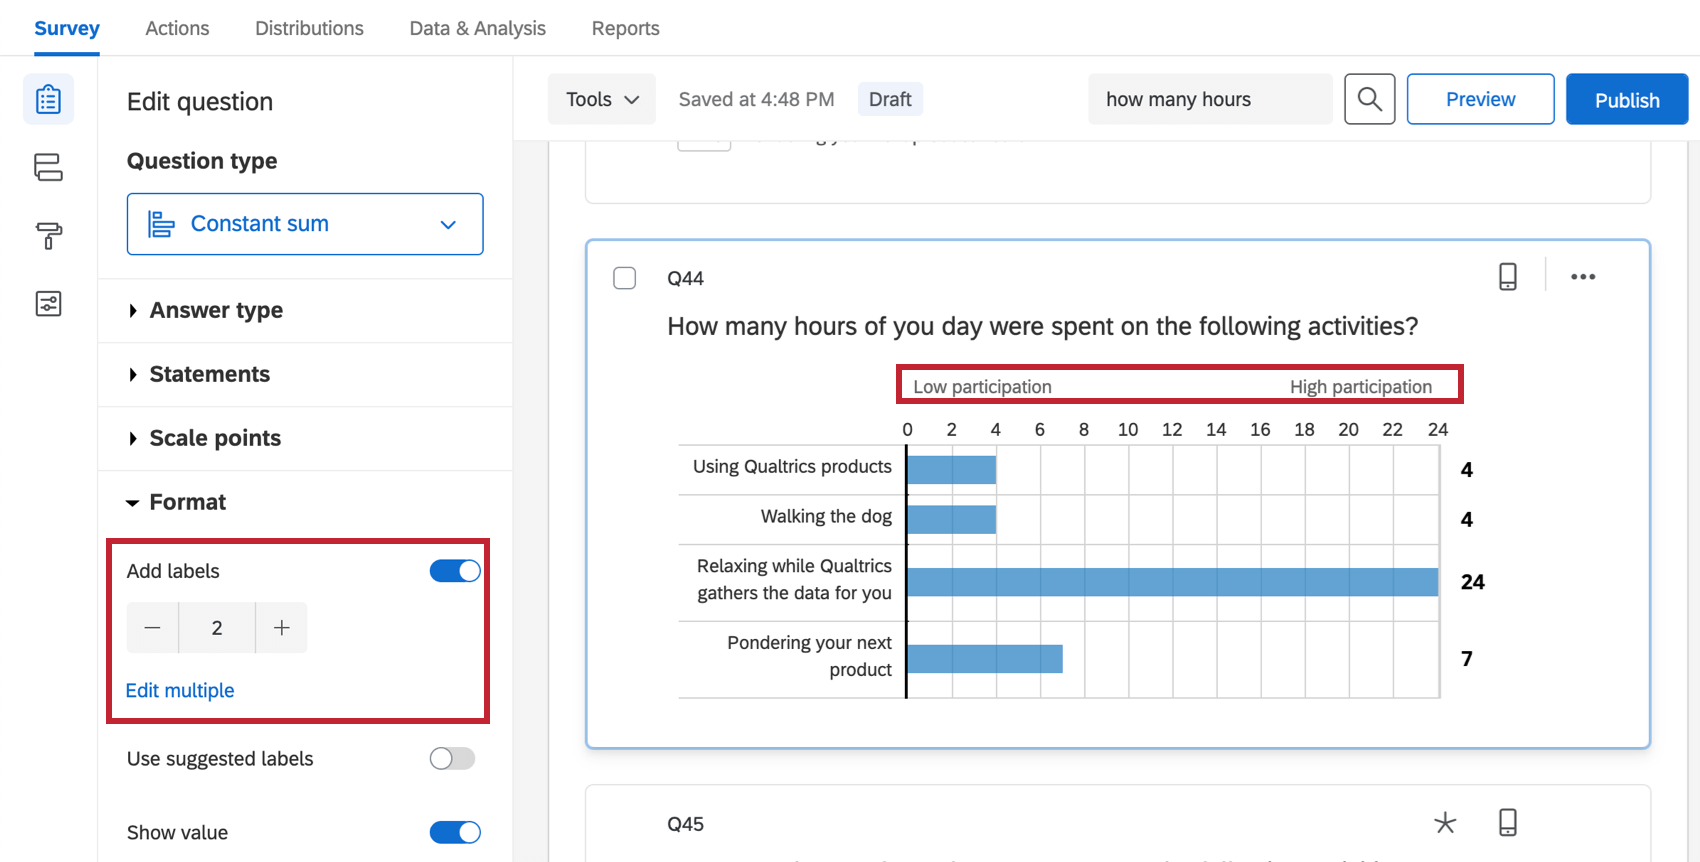 Survey Actions Distributions Data & Analysis Reports
Edit question
Tools Saved at 4:48 PM Draft how many hours Preview Publish
Question type
Constant sum
Answer type
Statements
Scale points
Format
Add labels
2
Edit multiple
Use suggested labels
Show value
Q44
How many hours of you day were spent on the following activities?
Low participation High participation
0 2 4 6 8 10 12 14 16 18 20 22 24
Using Qualtrics products 4
Walking the dog 4
Relaxing while Qualtrics
gathers the data for you 24
Pondering your next
product 7
Q45